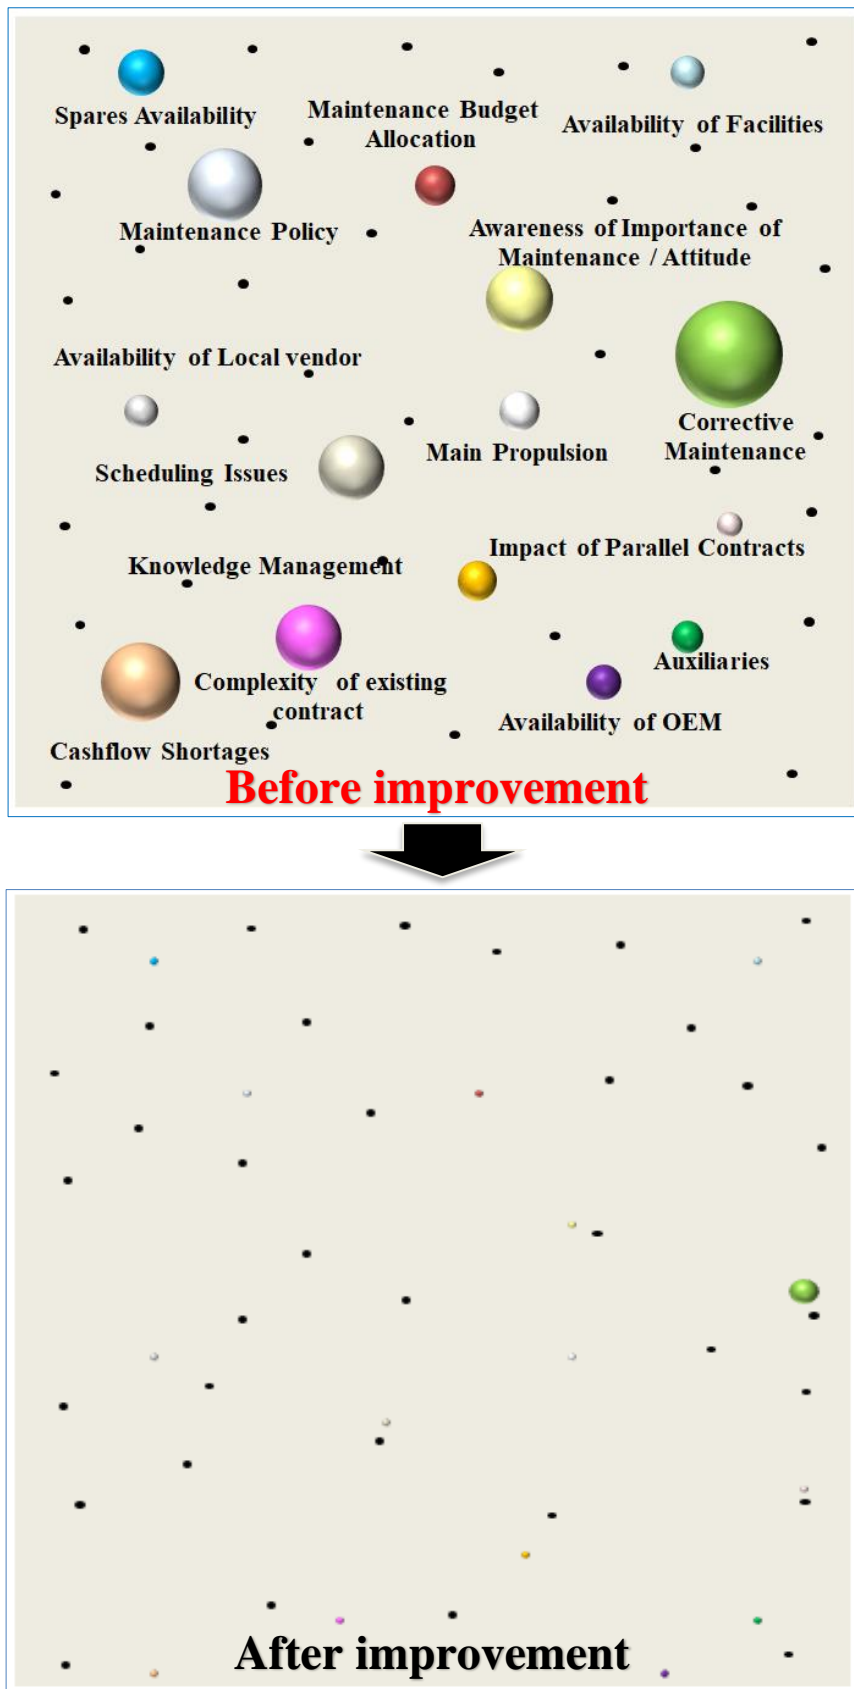 Spares Availability
Maintenance Budget
Allocation
Availability of Facilities
Maintenance Policy
Awareness of Importance of
Maintenance / Attitude
Availability of Local vendor
Corrective
Maintenance
Main Propulsion
Scheduling Issues
Impact of Parallel Contracts
Knowledge Management
Auxiliaries
Complexity of existing
contract
Availability of OEM
Cashflow Shortages
Before improvement
After improvement